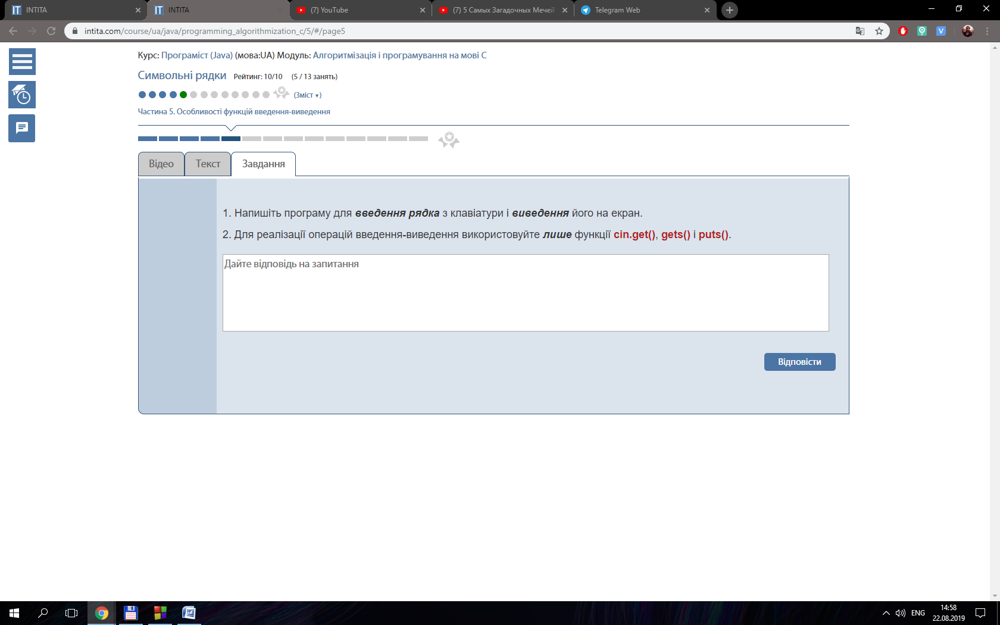 INTITA
INTITA
(7) YouTube
(7) 5 Самых Загадочных Мечей
Telegram Web
intita.com/course/ua/java/programming_algorithmization_c/5/#/page5
Курс: Програміст (Java) (мова:UA) Модуль: Алгоритмізація і програмування на мові С
Символьні рядки Рейтинг: 10/10 (5 / 13 занять)
(Зміст ▾)
Частина 5. Особливості функцій введення-виведення
Відео
Текст
Завдання
1. Напишіть програму для введення рядка з клавіатури і виведення його на екран.
2. Для реалізації операцій введення-виведення використовуйте лише функції cin.get(), gets() і puts().
Дайте відповідь на запитання
Відповісти
ENG
14:58
22.08.2019